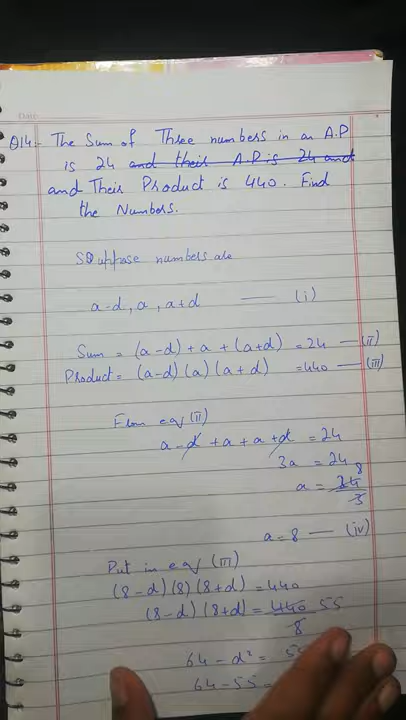 Date:
Q14:- The Sum of Three numbers in an A.P
is 24 and their A.P is 24 and
and Their Product is 440. Find
the Numbers.
Suppose numbers are
a-d, a, a+d — (i)
Sum = (a-d) + a + (a+d) = 24 — (ii)
Product = (a-d) (a) (a+d) = 440 — (iii)
From eq (ii)
a - d + a + a + d = 24
3a = 24
a = 24/3 8
a = 8 — (iv)
Put in eq (iii)
(8-d) (8) (8+d) = 440
(8-d) (8+d) = 440/8 55
64 - d² = 55
64 - 55 =